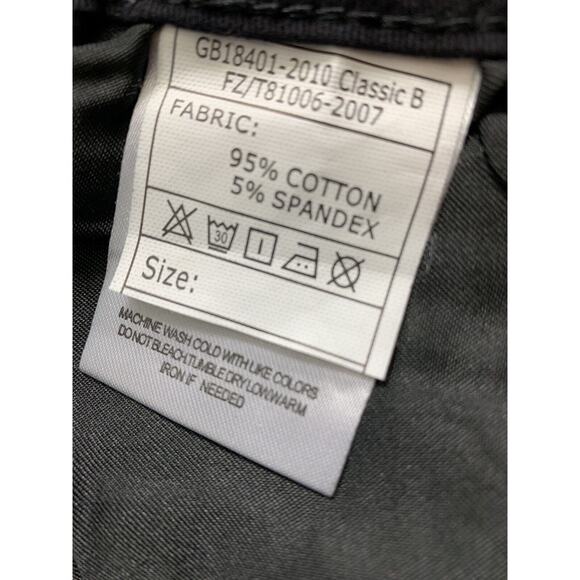 GB18401-2010 Classic B
FZ/T81006-2007
FABRIC:
95% COTTON
5% SPANDEX
30
Size:
MACHINE WASH COLD WITH LIKE COLORS
DO NOT BLEACH.TUMBLE DRY LOW.WARM
IRON IF NEEDED